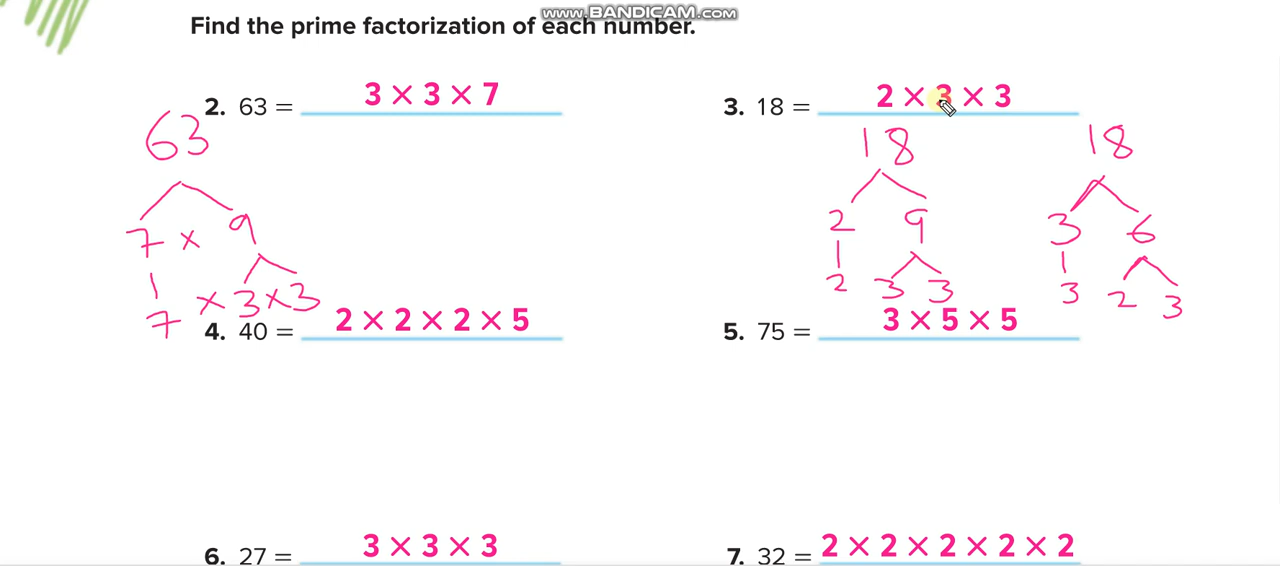 www.BANDICAM.com
Find the prime factorization of each number.
2. 63 = 3 × 3 × 7
63
7 × 9
7 × 3 × 3
3. 18 = 2 × 3 × 3
18
2 9
2 3 3
18
3 6
3 2 3
4. 40 = 2 × 2 × 2 × 5
5. 75 = 3 × 5 × 5
6. 27 = 3 × 3 × 3
7. 32 = 2 × 2 × 2 × 2 × 2